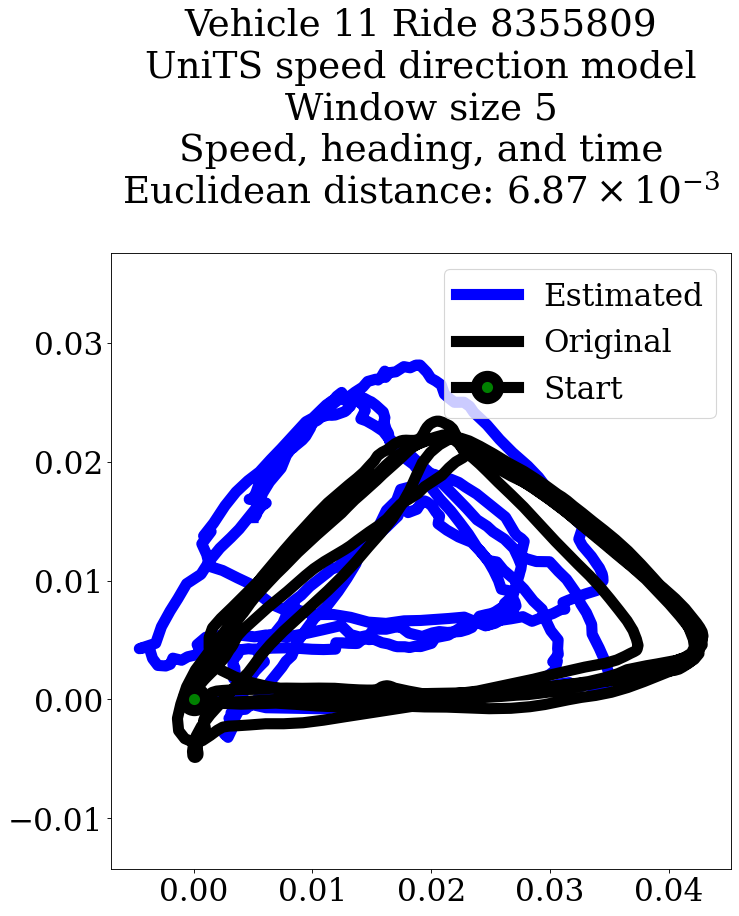 Vehicle 11 Ride 8355809
UniTS speed direction model
Window size 5
Speed, heading, and time
Euclidean distance: 6.87 × 10⁻³
Estimated
Original
Start
0.03
0.02
0.01
0.00
−0.01
0.00 0.01 0.02 0.03 0.04